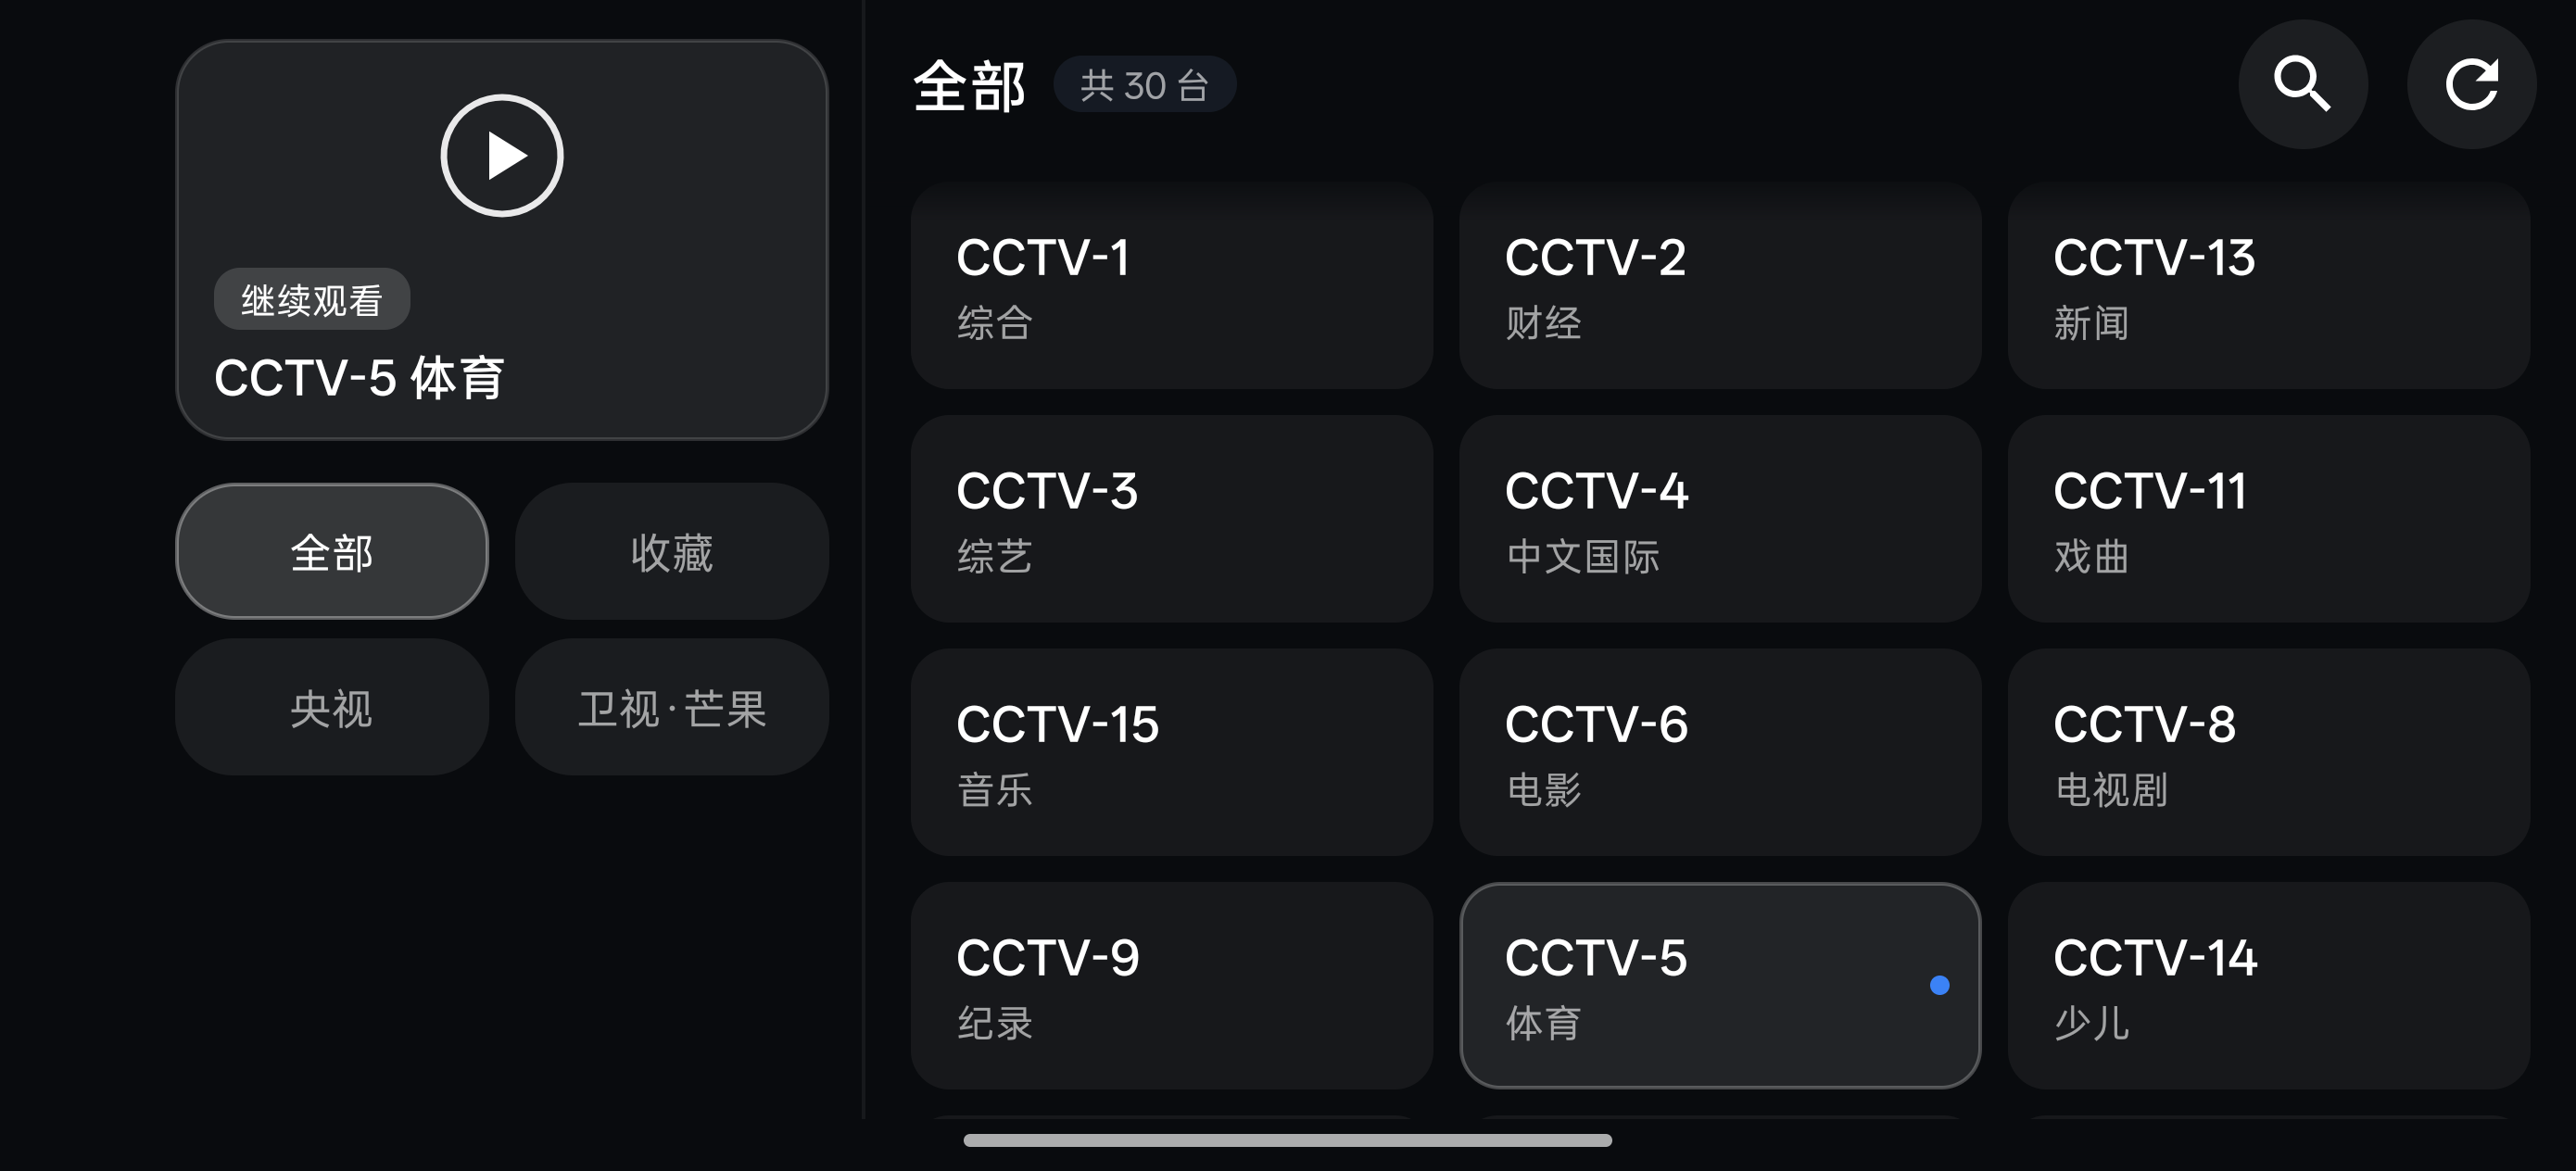 继续观看
CCTV-5 体育
全部
收藏
央视
卫视·芒果
全部
共 30 台
CCTV-1
综合
CCTV-2
财经
CCTV-13
新闻
CCTV-3
综艺
CCTV-4
中文国际
CCTV-11
戏曲
CCTV-15
音乐
CCTV-6
电影
CCTV-8
电视剧
CCTV-9
纪录
CCTV-5
体育
CCTV-14
少儿